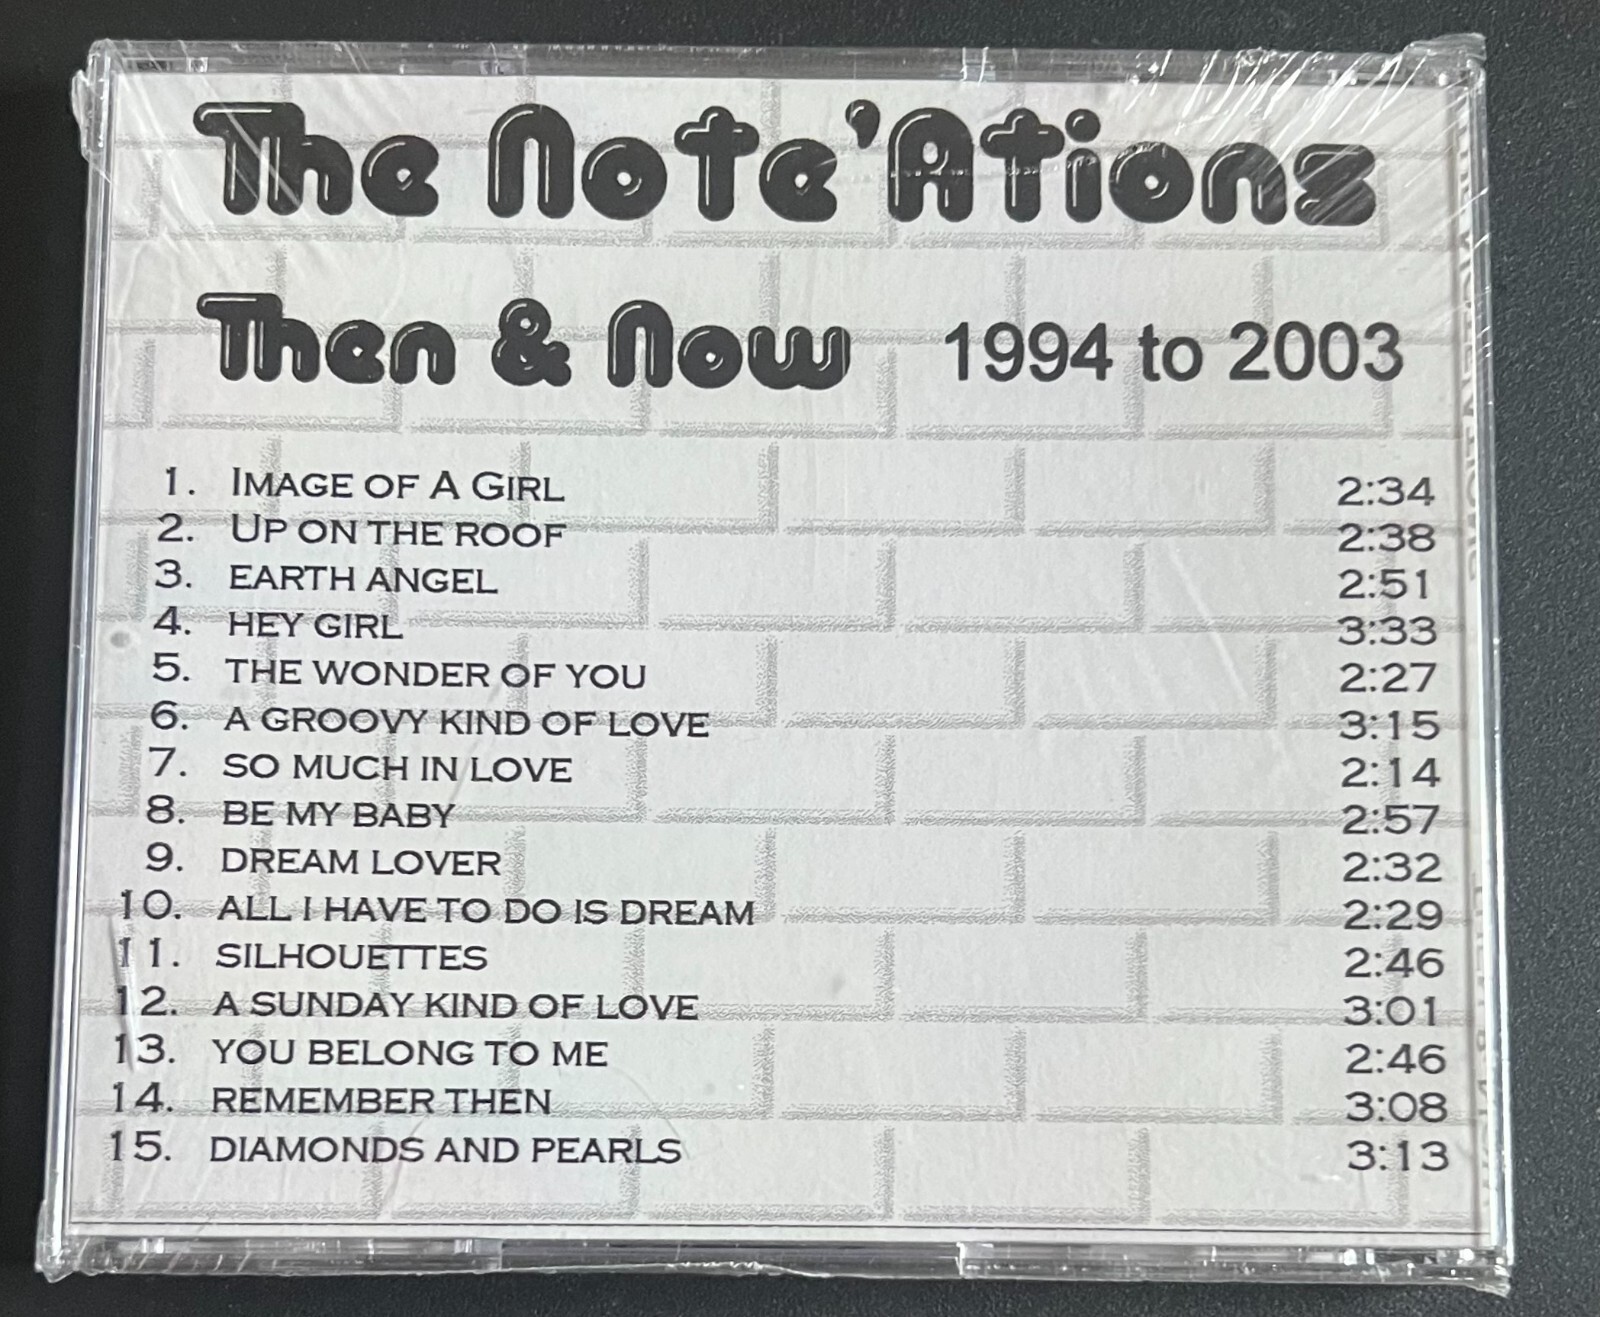 The Note'Ations
Then & Now 1994 to 2003
1. IMAGE OF A GIRL 2:34
2. UP ON THE ROOF 2:38
3. EARTH ANGEL 2:51
4. HEY GIRL 3:33
5. THE WONDER OF YOU 2:27
6. A GROOVY KIND OF LOVE 3:15
7. SO MUCH IN LOVE 2:14
8. BE MY BABY 2:57
9. DREAM LOVER 2:32
10. ALL I HAVE TO DO IS DREAM 2:29
11. SILHOUETTES 2:46
12. A SUNDAY KIND OF LOVE 3:01
13. YOU BELONG TO ME 2:46
14. REMEMBER THEN 3:08
15. DIAMONDS AND PEARLS 3:13